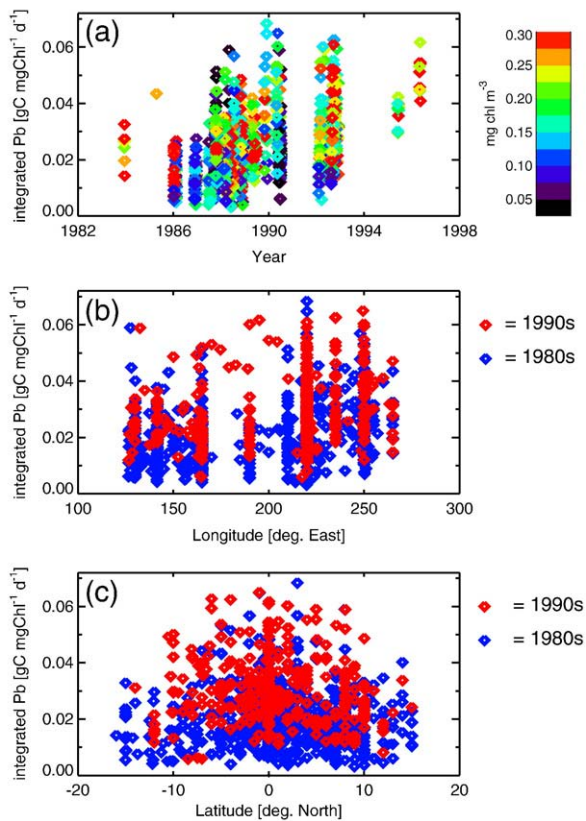 (a)
integrated Pb [gC mgChl⁻¹ d⁻¹]
0.06
0.04
0.02
0.00
1982 1986 1990 1994 1998
Year
mg chl m⁻³
0.30
0.25
0.20
0.15
0.10
0.05
(b)
integrated Pb [gC mgChl⁻¹ d⁻¹]
0.06
0.04
0.02
0.00
100 150 200 250 300
Longitude [deg. East]
= 1990s
= 1980s
(c)
integrated Pb [gC mgChl⁻¹ d⁻¹]
0.06
0.04
0.02
0.00
-20 -10 0 10 20
Latitude [deg. North]
= 1990s
= 1980s